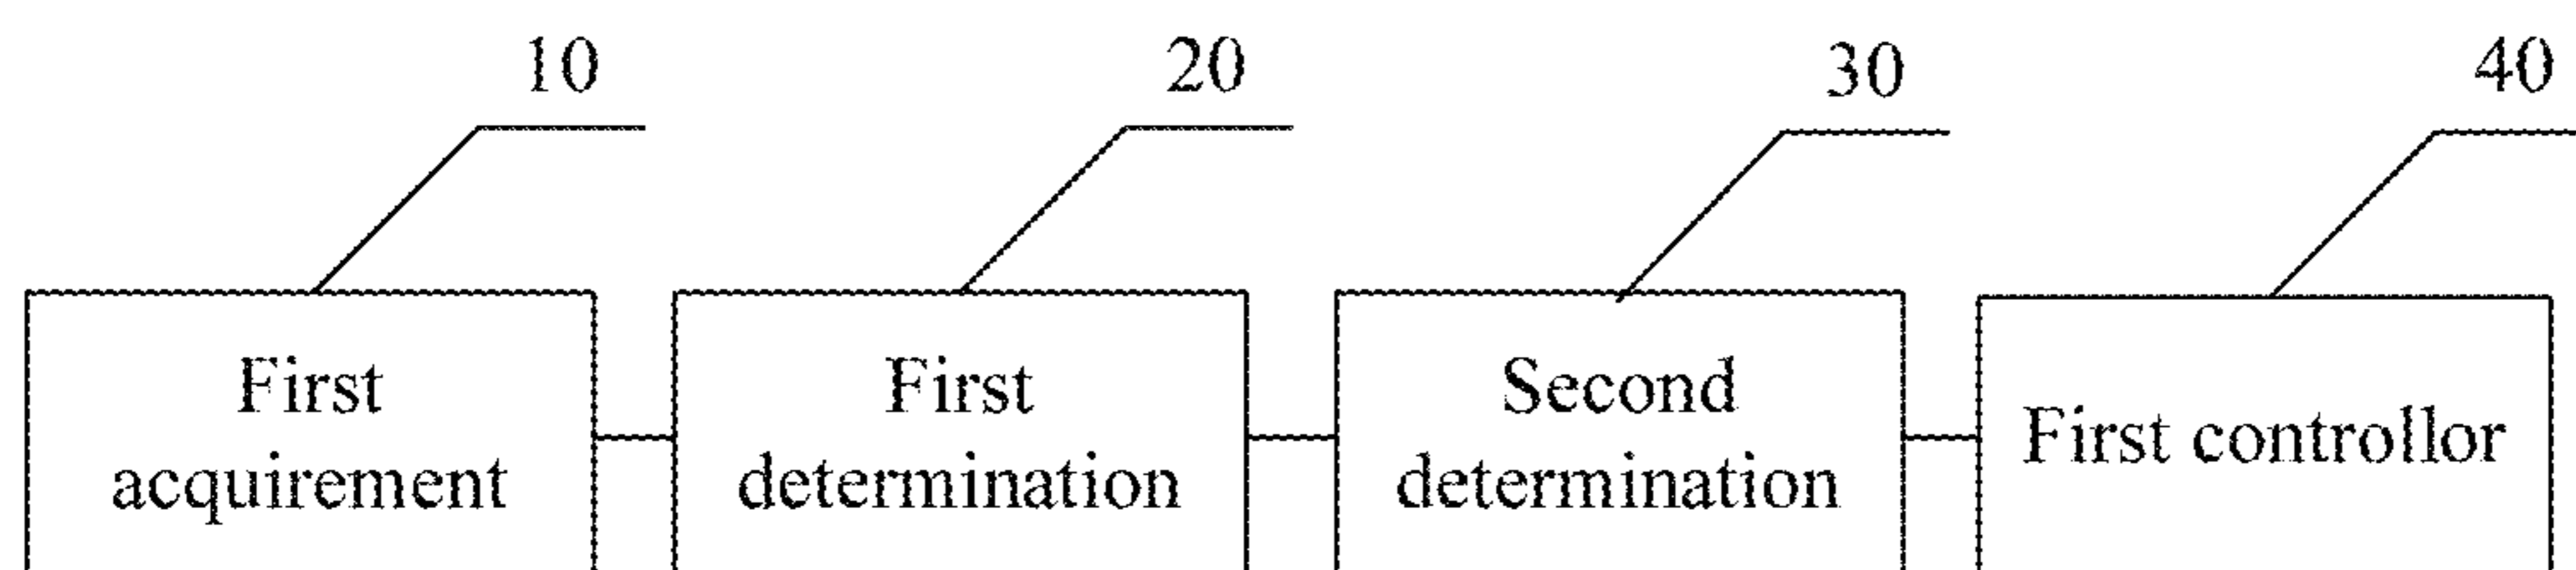 10 20 30 40
First First Second
acquirement determination determination First controllor